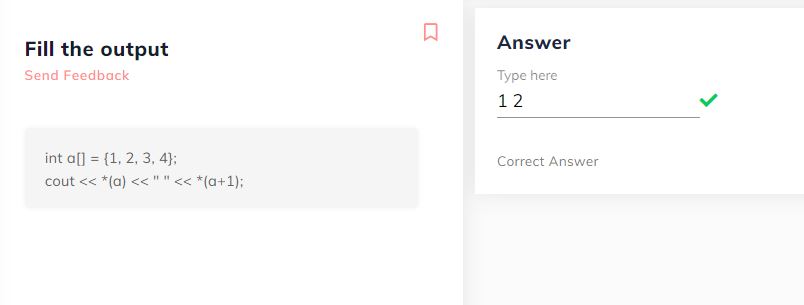 Fill the output
Send Feedback
int a[] = {1, 2, 3, 4};
cout << *(a) << " " << *(a+1);
Answer
Type here
1 2
Correct Answer